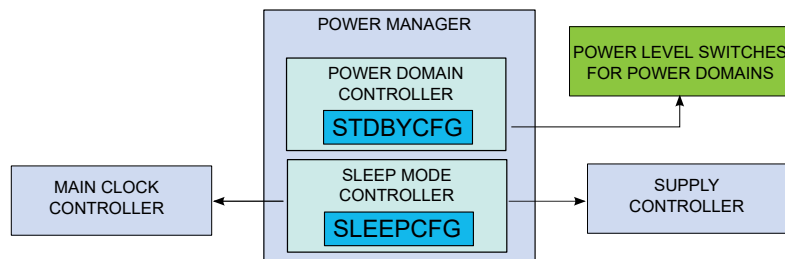 POWER MANAGER
POWER DOMAIN
CONTROLLER
STDBYCFG
POWER LEVEL SWITCHES
FOR POWER DOMAINS
MAIN CLOCK
CONTROLLER
SLEEP MODE
CONTROLLER
SLEEPCFG
SUPPLY
CONTROLLER